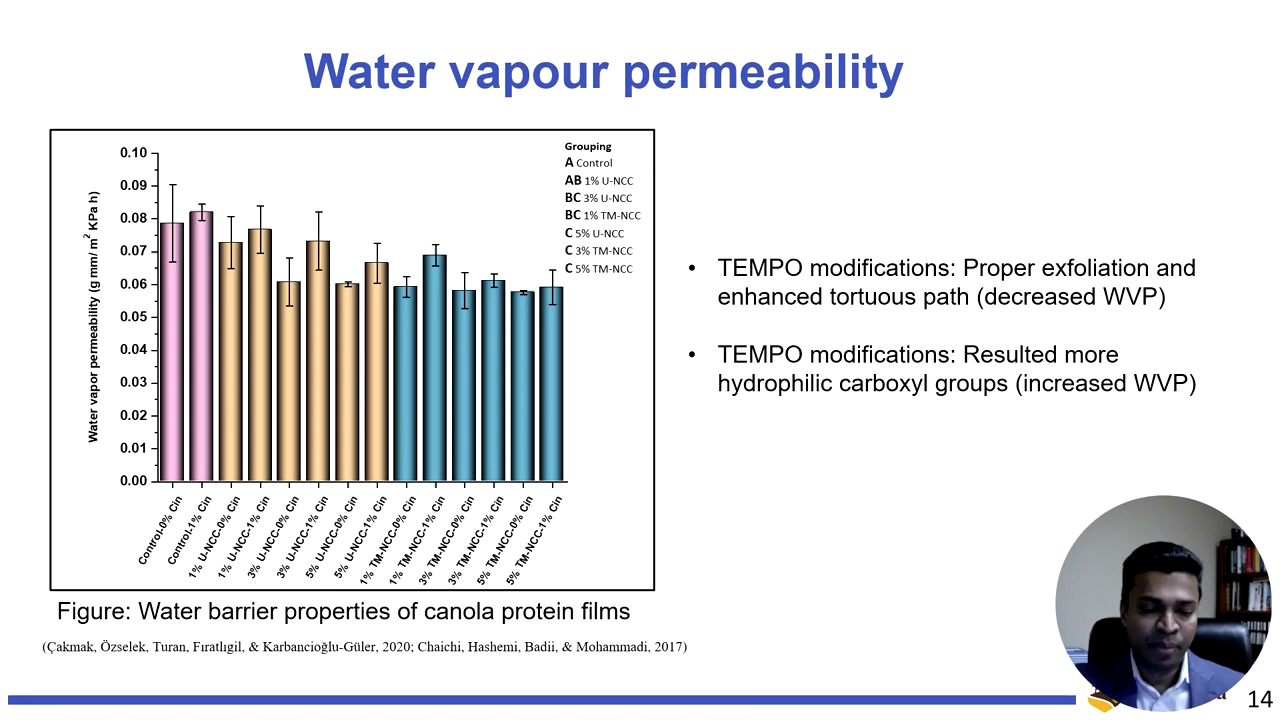 Water vapour permeability
Grouping
A Control
AB 1% U-NCC
BC 3% U-NCC
BC 1% TM-NCC
C 5% U-NCC
C 3% TM-NCC
C 5% TM-NCC
Water vapor permeability (g mm/ m² KPa h)
0.10
0.09
0.08
0.07
0.06
0.05
0.04
0.03
0.02
0.01
0.00
Control-0% Cin
Control-1% Cin
1% U-NCC-0% Cin
1% U-NCC-1% Cin
3% U-NCC-0% Cin
3% U-NCC-1% Cin
5% U-NCC-0% Cin
5% U-NCC-1% Cin
1% TM-NCC-0% Cin
1% TM-NCC-1% Cin
3% TM-NCC-0% Cin
3% TM-NCC-1% Cin
5% TM-NCC-0% Cin
5% TM-NCC-1% Cin
Figure: Water barrier properties of canola protein films
(Çakmak, Özselek, Turan, Fıratlıgil, & Karbancioğlu-Güler, 2020; Chaichi, Hashemi, Badii, & Mohammadi, 2017)
• TEMPO modifications: Proper exfoliation and
enhanced tortuous path (decreased WVP)
• TEMPO modifications: Resulted more
hydrophilic carboxyl groups (increased WVP)
14